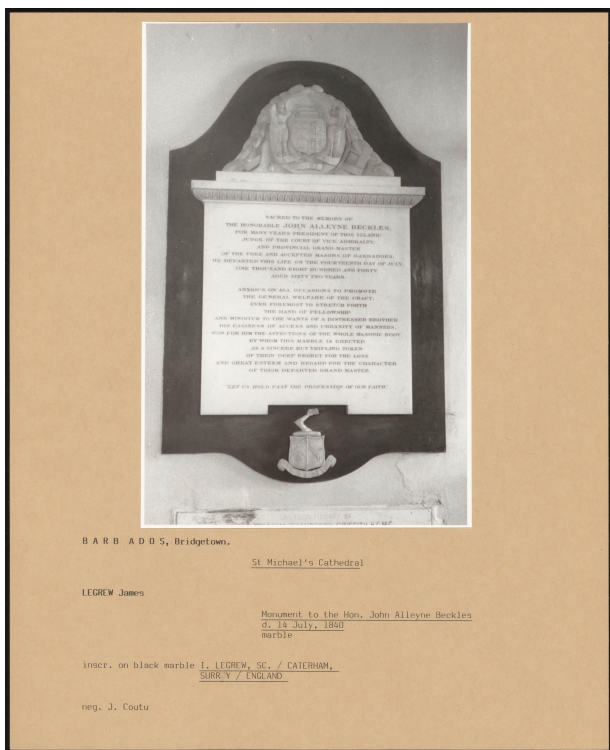 SACRED TO THE MEMORY OF
THE HONORABLE JOHN ALLEYNE BECKLES,
FOR MANY YEARS PRESIDENT OF THIS ISLAND:
JUDGE OF THE COURT OF VICE ADMIRALTY,
AND PROVINCIAL GRAND MASTER
OF THE FREE AND ACCEPTED MASONS OF BARBADOES,
HE DEPARTED THIS LIFE ON THE FOURTEENTH DAY OF JULY,
ONE THOUSAND EIGHT HUNDRED AND FORTY
AGED SIXTY TWO YEARS.
ANXIOUS ON ALL OCCASIONS TO PROMOTE
THE GENERAL WELFARE OF THE CRAFT,
EVER FOREMOST TO STRETCH FORTH
THE HAND OF FELLOWSHIP
AND MINISTER TO THE WANTS OF A DISTRESSED BROTHER
HIS EASINESS OF ACCESS AND URBANITY OF MANNERS,
WON FOR HIM THE AFFECTIONS OF THE WHOLE MASONIC BODY
BY WHOM THIS MARBLE IS ERECTED
AS A SINCERE BUT TRIFLING TOKEN
OF THEIR DEEP REGRET FOR THE LOSS
AND GREAT ESTEEM AND REGARD FOR THE CHARACTER
OF THEIR DEPARTED GRAND MASTER.
"LET US HOLD FAST THE PROFESSION OF OUR FAITH."
B A R B A D O S, Bridgetown.
St Michael's Cathedral
LEGREW James
Monument to the Hon. John Alleyne Beckles
d. 14 July, 1840
marble
inscr. on black marble I. LEGREW, SC. / CATERHAM,
SURREY / ENGLAND
neg. J. Coutu